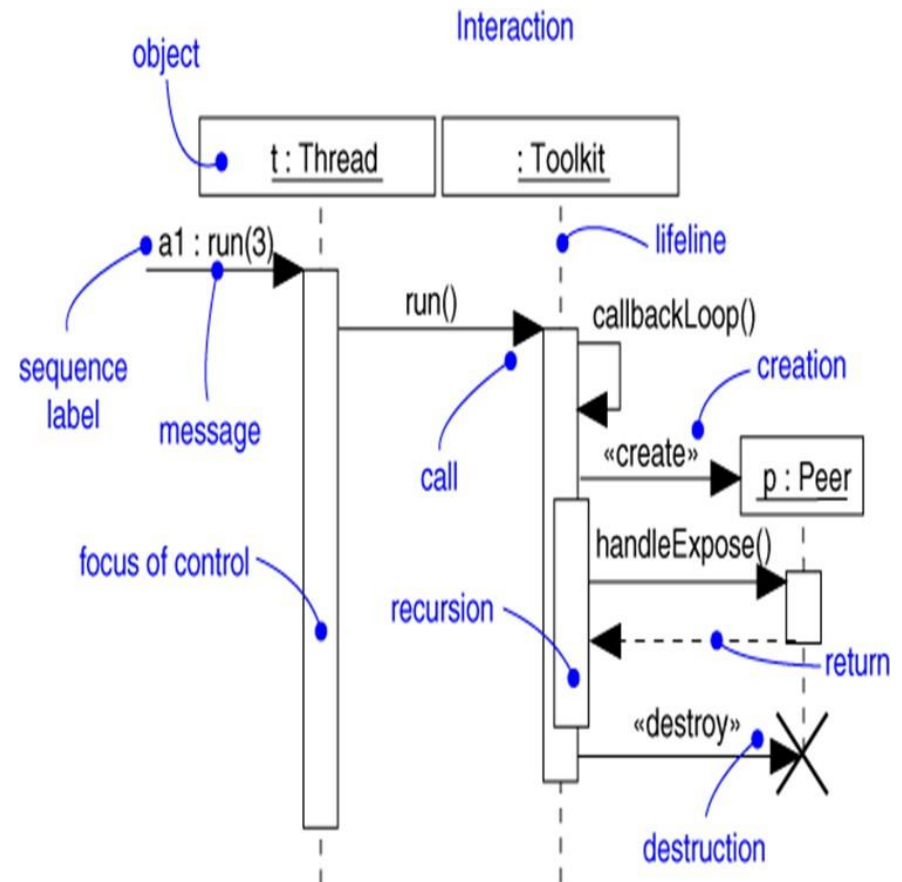 Interaction
object
t : Thread
: Toolkit
a1 : run(3)
lifeline
run()
callbackLoop()
sequence
label
message
call
creation
«create»
p : Peer
handleExpose()
focus of control
recursion
return
«destroy»
destruction